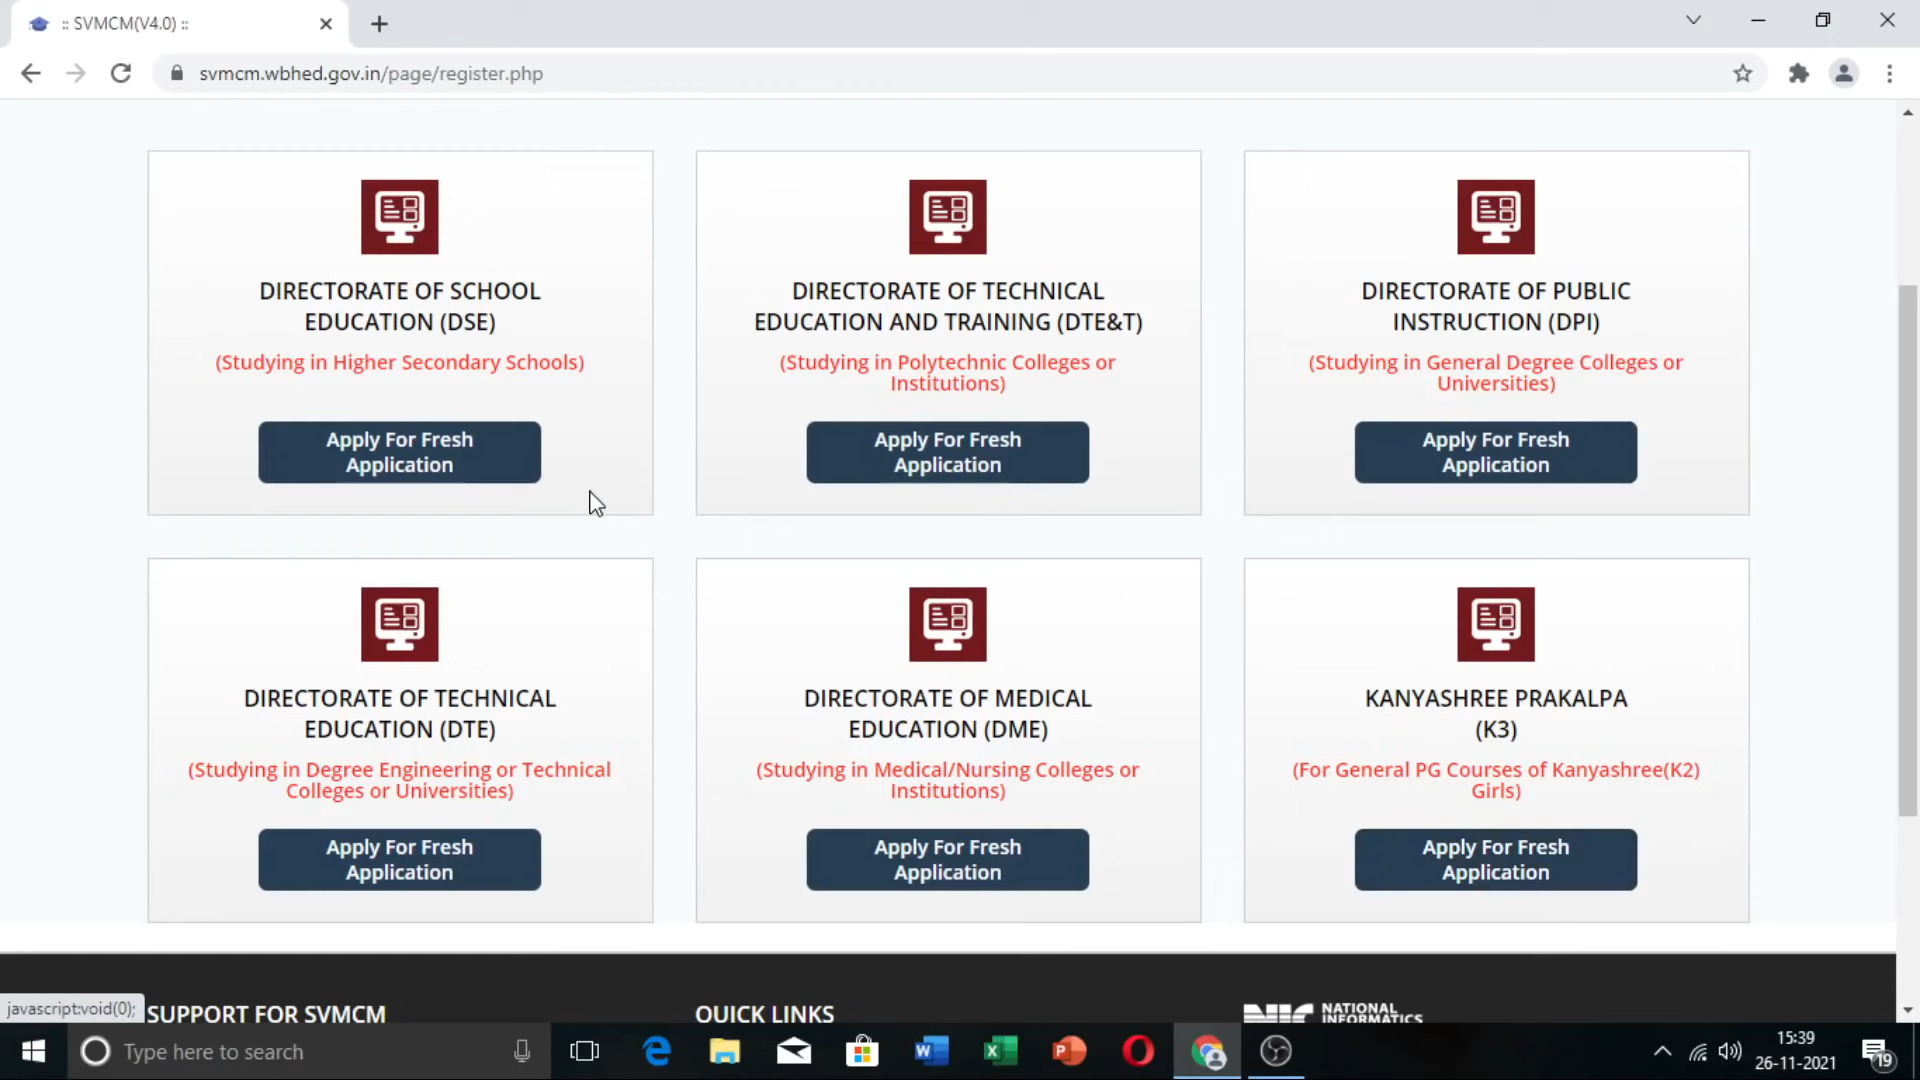 :: SVMCM(V4.0) ::
svmcm.wbhed.gov.in/page/register.php
DIRECTORATE OF SCHOOL
EDUCATION (DSE)
(Studying in Higher Secondary Schools)
Apply For Fresh
Application
DIRECTORATE OF TECHNICAL
EDUCATION AND TRAINING (DTE&T)
(Studying in Polytechnic Colleges or
Institutions)
Apply For Fresh
Application
DIRECTORATE OF PUBLIC
INSTRUCTION (DPI)
(Studying in General Degree Colleges or
Universities)
Apply For Fresh
Application
DIRECTORATE OF TECHNICAL
EDUCATION (DTE)
(Studying in Degree Engineering or Technical
Colleges or Universities)
Apply For Fresh
Application
DIRECTORATE OF MEDICAL
EDUCATION (DME)
(Studying in Medical/Nursing Colleges or
Institutions)
Apply For Fresh
Application
KANYASHREE PRAKALPA
(K3)
(For General PG Courses of Kanyashree(K2)
Girls)
Apply For Fresh
Application
javascript:void(0);
SUPPORT FOR SVMCM
QUICK LINKS
NIC NATIONAL
INFORMATICS
Type here to search
15:39
26-11-2021
19